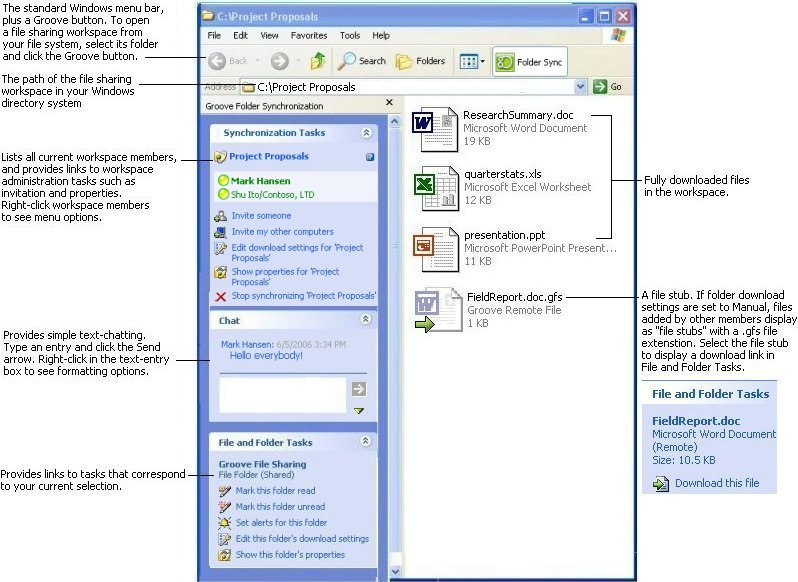 The standard Windows menu bar,
plus a Groove button. To open
a file sharing workspace from
your file system, select its folder
and click the Groove button.
The path of the file sharing
workspace in your Windows
directory system
Lists all current workspace members,
and provides links to workspace
administration tasks such as
invitation and properties.
Right-click workspace members
to see menu options.
Provides simple text-chatting.
Type an entry and click the Send
arrow. Right-click in the text-entry
box to see formatting options.
Provides links to tasks that correspond
to your current selection.
C:\Project Proposals
File Edit View Favorites Tools Help
Back Search Folders Folder Sync
Address C:\Project Proposals Go
Groove Folder Synchronization
Synchronization Tasks
Project Proposals
Mark Hansen
Shu Ito/Contoso, LTD
Invite someone
Invite my other computers
Edit download settings for 'Project
Proposals'
Show properties for 'Project
Proposals'
Stop synchronizing 'Project Proposals'
Chat
Mark Hansen: 6/5/2006 3:34 PM
Hello everybody!
File and Folder Tasks
Groove File Sharing
File Folder (Shared)
Mark this folder read
Mark this folder unread
Set alerts for this folder
Edit this folder's download settings
Show this folder's properties
ResearchSummary.doc
Microsoft Word Document
19 KB
quarterstats.xls
Microsoft Excel Worksheet
12 KB
presentation.ppt
Microsoft PowerPoint Present...
11 KB
FieldReport.doc.gfs
Groove Remote File
1 KB
Fully downloaded files
in the workspace.
A file stub. If folder download
settings are set to Manual, files
added by other members display
as "file stubs" with a .gfs file
extenstion. Select the file stub
to display a download link in
File and Folder Tasks.
File and Folder Tasks
FieldReport.doc
Microsoft Word Document
(Remote)
Size: 10.5 KB
Download this file